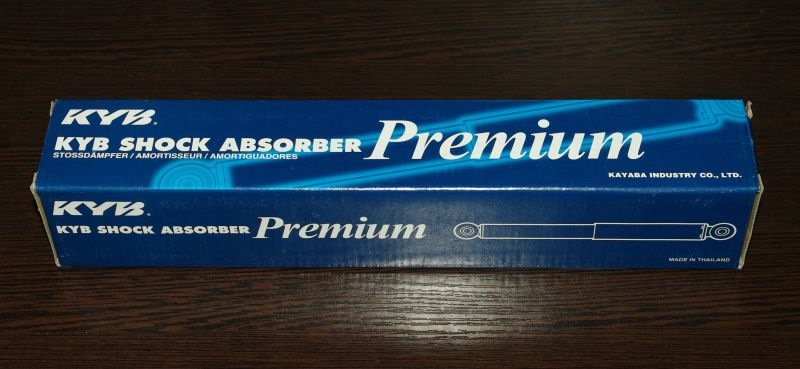 KYB®
KYB SHOCK ABSORBER Premium
STOSSDÄMPFER / AMORTISSEUR / AMORTIGUADORES
KAYABA INDUSTRY CO., LTD.
KYB®
KYB SHOCK ABSORBER Premium
MADE IN THAILAND